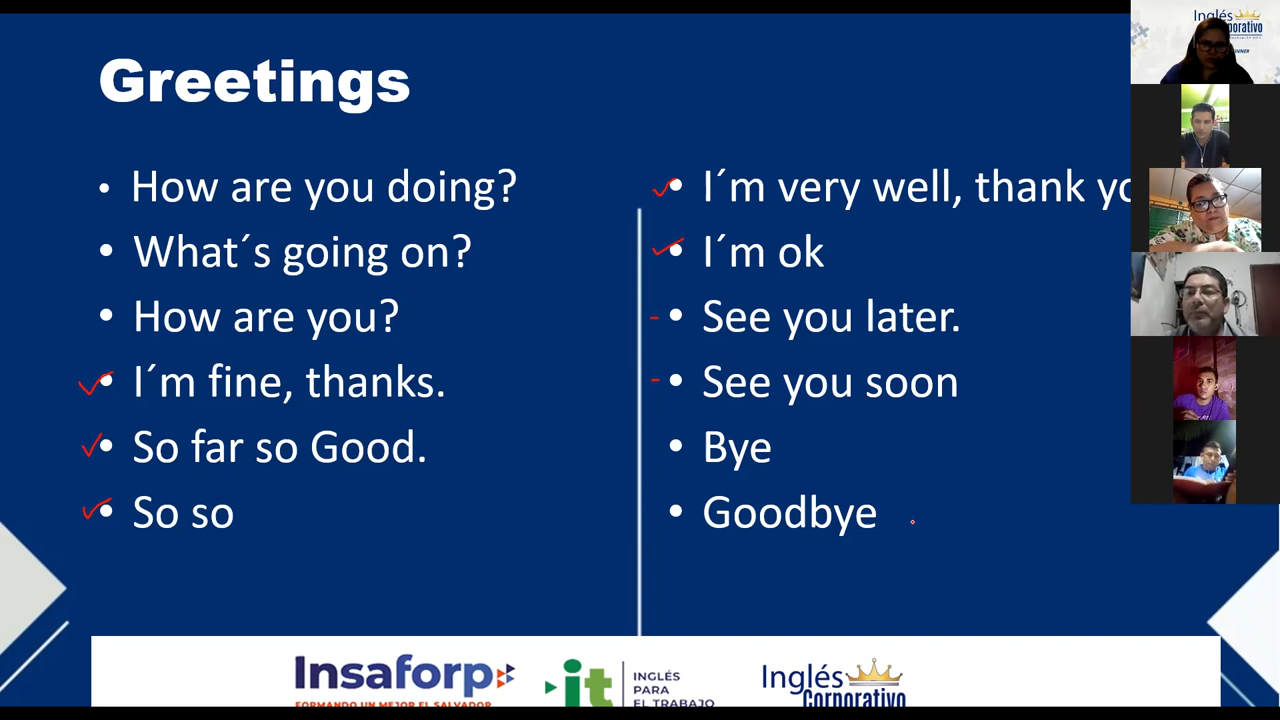 Greetings
• How are you doing?
• What´s going on?
• How are you?
• I´m fine, thanks.
• So far so Good.
• So so
• I´m very well, thank
• I´m ok
• See you later.
• See you soon
• Bye
• Goodbye
Insaforp
FORMANDO UN MEJOR EL SALVADOR
it
INGLÉS
PARA
EL TRABAJO
Inglés
Corporativo
Inglés